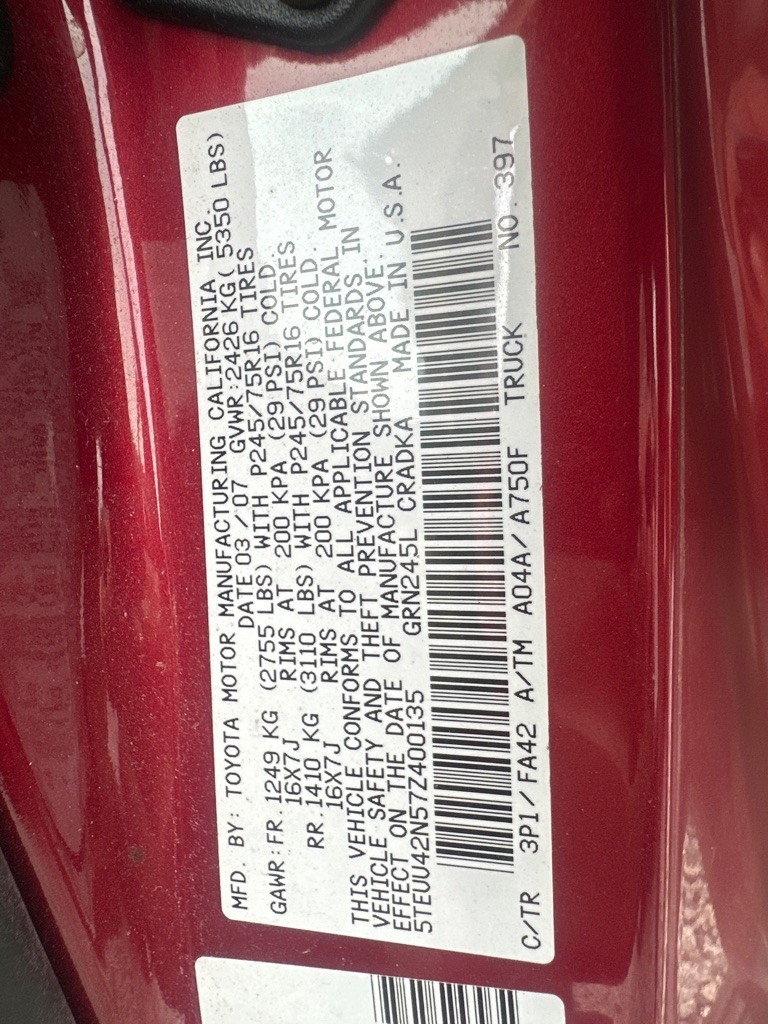 MFD. BY: TOYOTA MOTOR MANUFACTURING CALIFORNIA INC.
DATE 03/07 GVWR:2426KG( 5350 LBS)
GAWR:FR.1249 KG (2755 LBS) WITH P245/75R16 TIRES
16X7J RIMS AT 200 KPA (29 PSI) COLD.
RR.1410 KG (3110 LBS) WITH P245/75R16 TIRES
16X7J RIMS AT 200 KPA (29 PSI) COLD.
THIS VEHICLE CONFORMS TO ALL APPLICABLE FEDERAL MOTOR
VEHICLE SAFETY AND THEFT PREVENTION STANDARDS IN
EFFECT ON THE DATE OF MANUFACTURE SHOWN ABOVE.
5TEUU42N57Z400135 GRN245L CRADKA MADE IN U.S.A.
C/TR 3P1/FA42 A/TM A04A/A750F TRUCK NO. 397